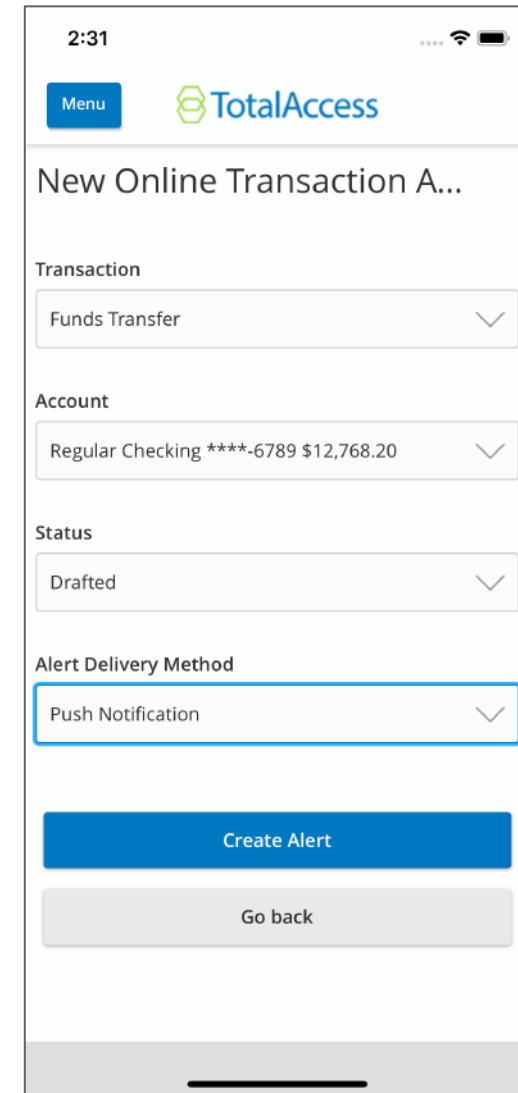 2:31
Menu
TotalAccess
New Online Transaction A...
Transaction
Funds Transfer
Account
Regular Checking ****-6789 $12,768.20
Status
Drafted
Alert Delivery Method
Push Notification
Create Alert
Go back